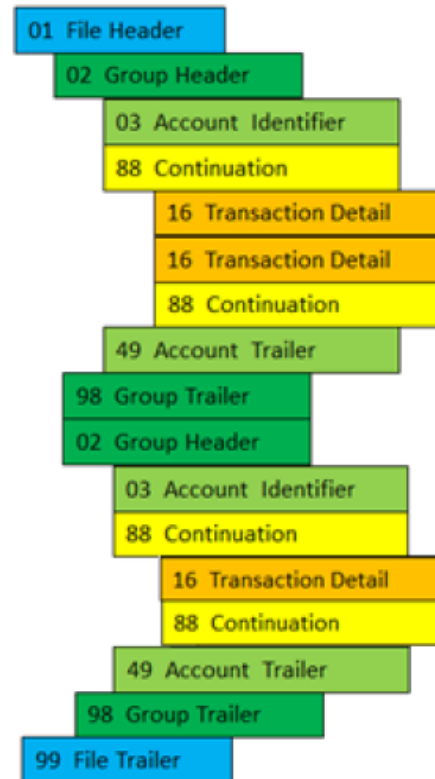 01 File Header
02 Group Header
03 Account Identifier
88 Continuation
16 Transaction Detail
16 Transaction Detail
88 Continuation
49 Account Trailer
98 Group Trailer
02 Group Header
03 Account Identifier
88 Continuation
16 Transaction Detail
88 Continuation
49 Account Trailer
98 Group Trailer
99 File Trailer